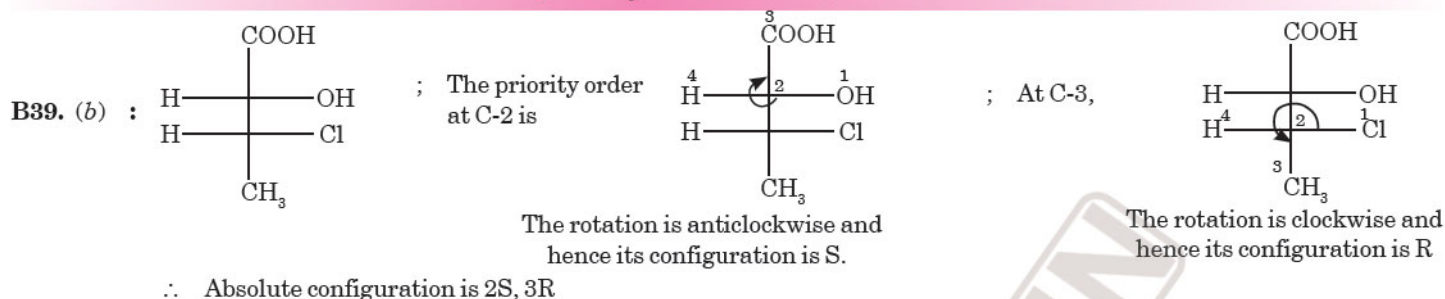 B39. (b) :
COOH
H OH
H Cl
CH₃
; The priority order
at C-2 is
3
COOH
4 2 1
H OH
H Cl
CH₃
The rotation is anticlockwise and
hence its configuration is S.
; At C-3,
COOH
H OH
4 2 1
H Cl
3
CH₃
The rotation is clockwise and
hence its configuration is R
∴ Absolute configuration is 2S, 3R